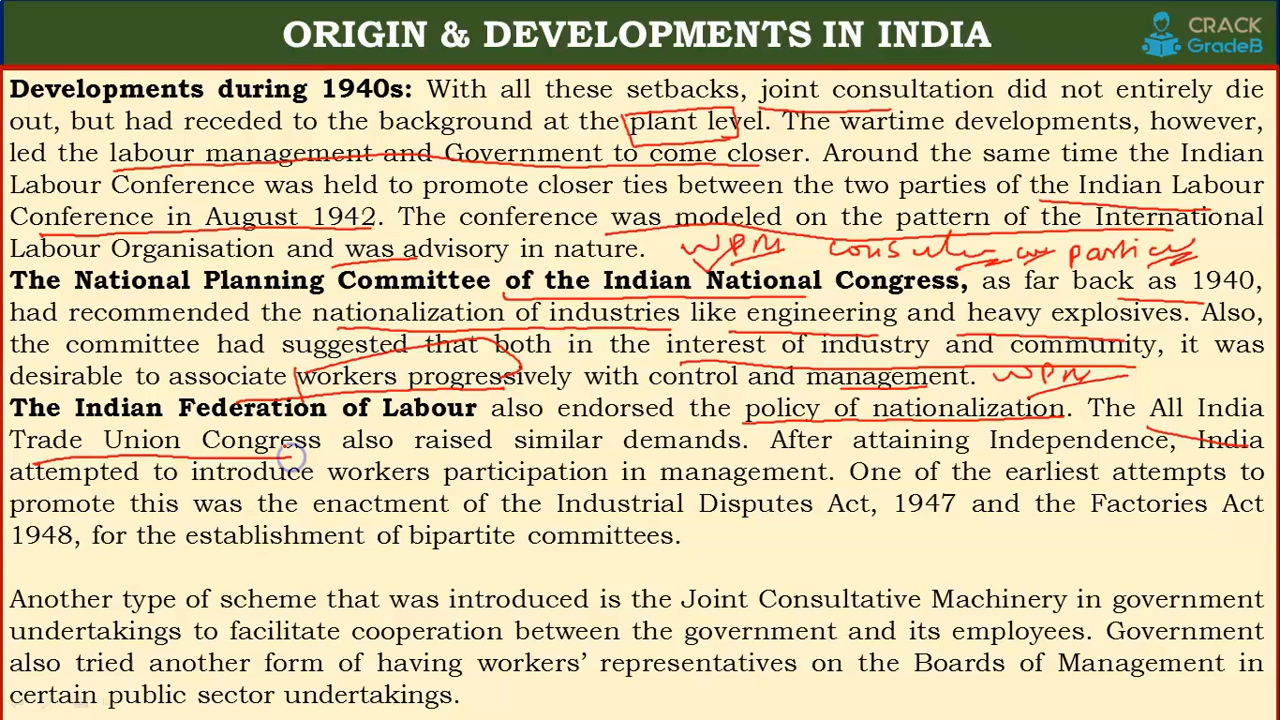 ORIGIN & DEVELOPMENTS IN INDIA
CRACK
GradeB
Developments during 1940s: With all these setbacks, joint consultation did not entirely die
out, but had receded to the background at the plant level. The wartime developments, however,
led the labour management and Government to come closer. Around the same time the Indian
Labour Conference was held to promote closer ties between the two parties of the Indian Labour
Conference in August 1942. The conference was modeled on the pattern of the International
Labour Organisation and was advisory in nature. WPM
The National Planning Committee of the Indian National Congress, as far back as 1940,
had recommended the nationalization of industries like engineering and heavy explosives. Also,
the committee had suggested that both in the interest of industry and community, it was
desirable to associate workers progressively with control and management. WPM
The Indian Federation of Labour also endorsed the policy of nationalization. The All India
Trade Union Congress also raised similar demands. After attaining Independence, India
attempted to introduce workers participation in management. One of the earliest attempts to
promote this was the enactment of the Industrial Disputes Act, 1947 and the Factories Act
1948, for the establishment of bipartite committees.
Another type of scheme that was introduced is the Joint Consultative Machinery in government
undertakings to facilitate cooperation between the government and its employees. Government
also tried another form of having workers’ representatives on the Boards of Management in
certain public sector undertakings.